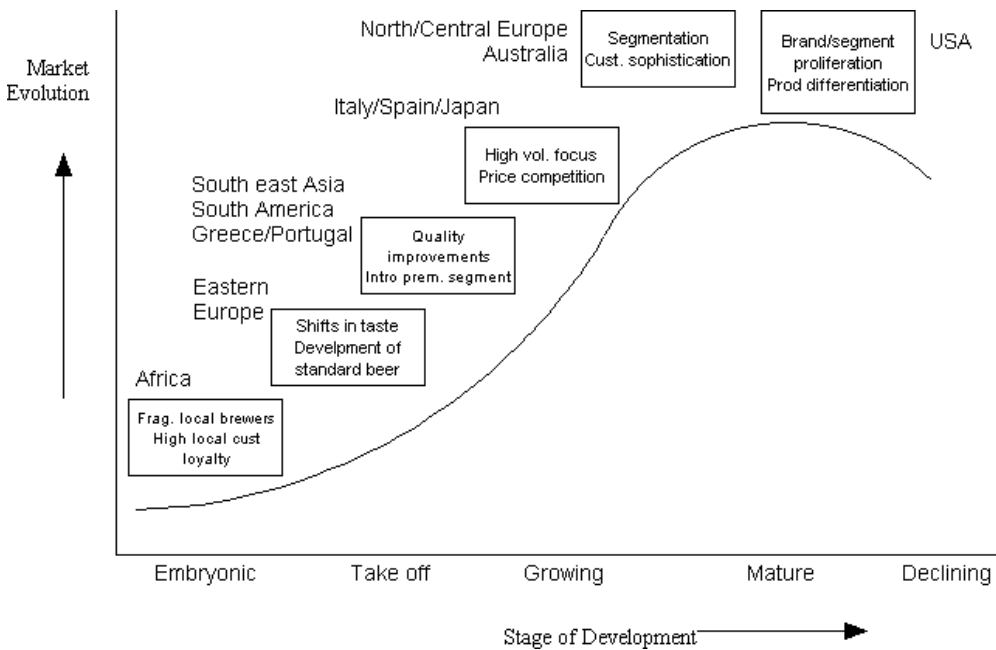 North/Central Europe
Australia
Segmentation
Cust. sophistication
Brand/segment
proliferation
Prod differentiation
USA
Market
Evolution
Italy/Spain/Japan
High vol. focus
Price competition
South east Asia
South America
Greece/Portugal
Quality
improvements
Intro prem. segment
Eastern
Europe
Shifts in taste
Develpment of
standard beer
Africa
Frag. local brewers
High local cust
loyalty
Embryonic
Take off
Growing
Mature
Declining
Stage of Development